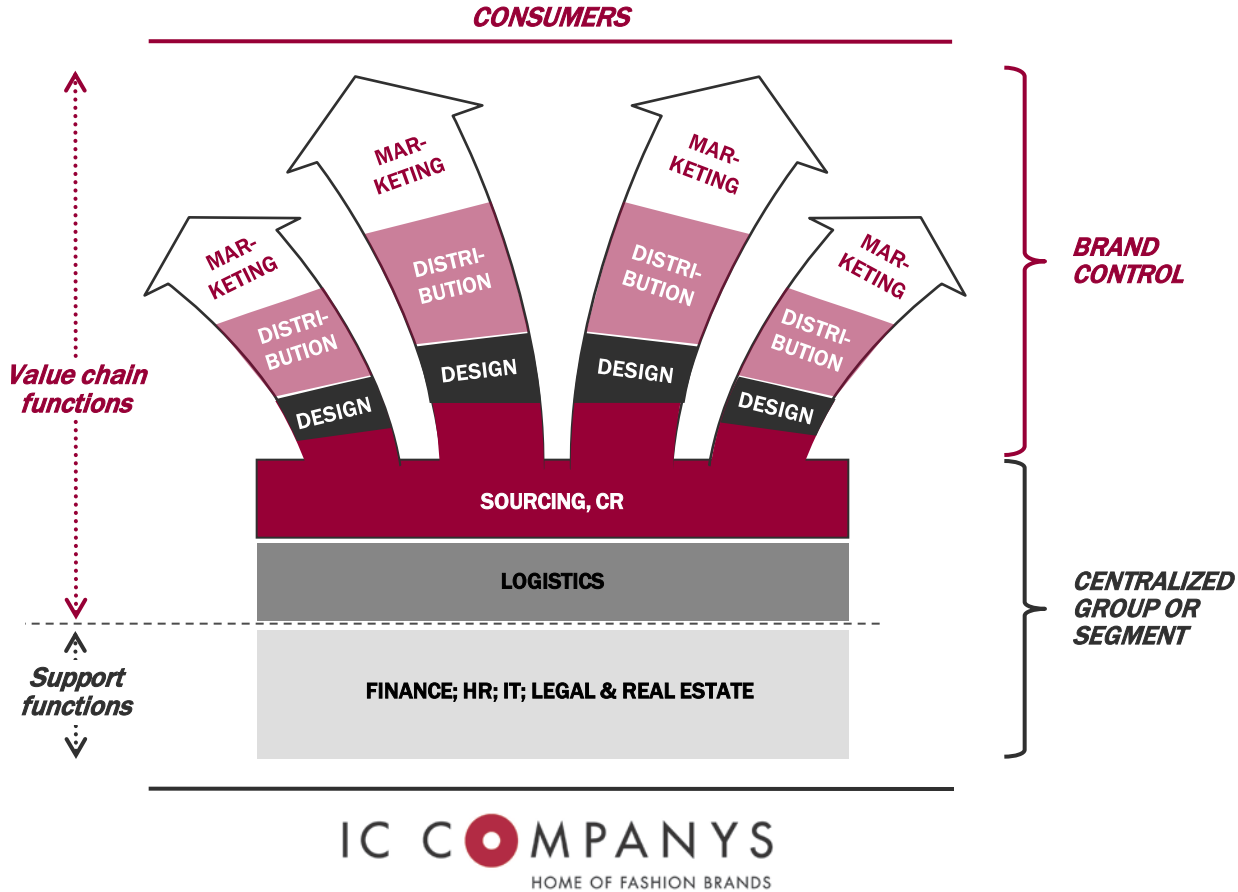 CONSUMERS
MAR-
KETING
MAR-
KETING
MAR-
KETING
MAR-
KETING
DISTRI-
BUTION
DISTRI-
BUTION
DISTRI-
BUTION
DISTRI-
BUTION
DESIGN
DESIGN
DESIGN
DESIGN
BRAND
CONTROL
Value chain
functions
SOURCING, CR
LOGISTICS
CENTRALIZED
GROUP OR
SEGMENT
Support
functions
FINANCE; HR; IT; LEGAL & REAL ESTATE
IC COMPANYS
HOME OF FASHION BRANDS